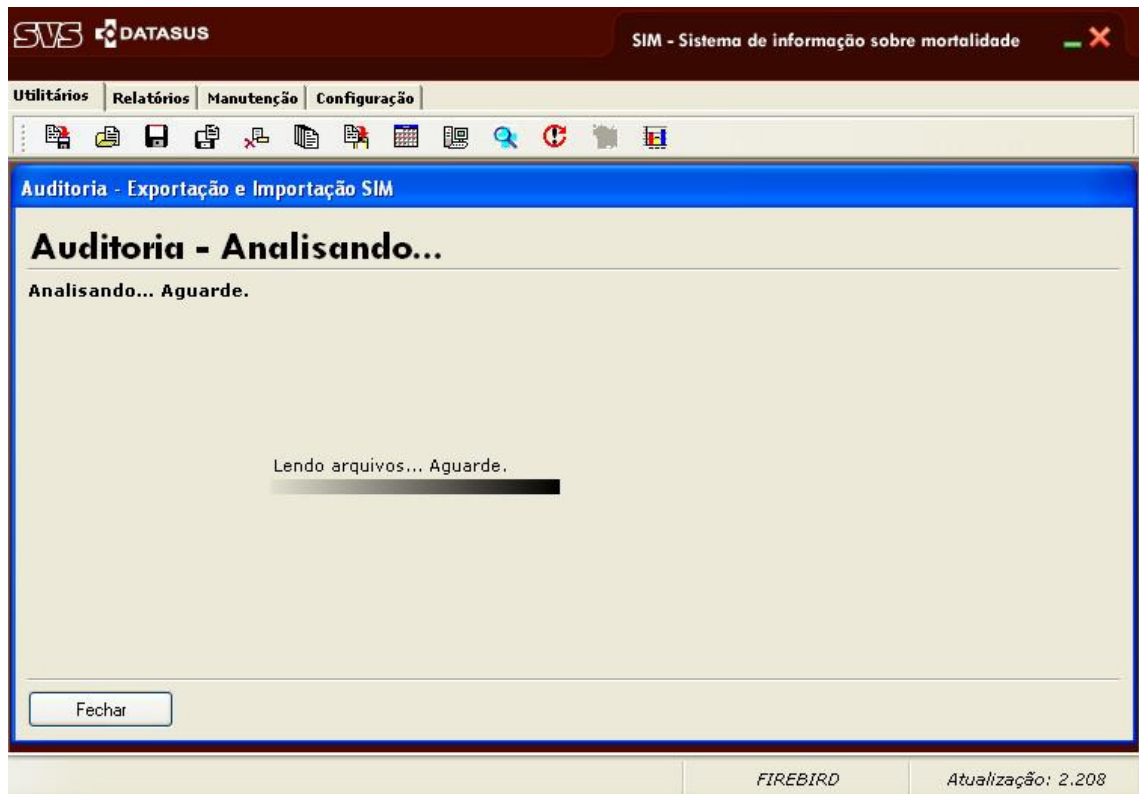 SVS DATASUS
SIM - Sistema de informação sobre mortalidade
Utilitários Relatórios Manutenção Configuração
Auditoria - Exportação e Importação SIM
Auditoria - Analisando...
Analisando... Aguarde.
Lendo arquivos... Aguarde.
Fechar
FIREBIRD Atualização: 2.208